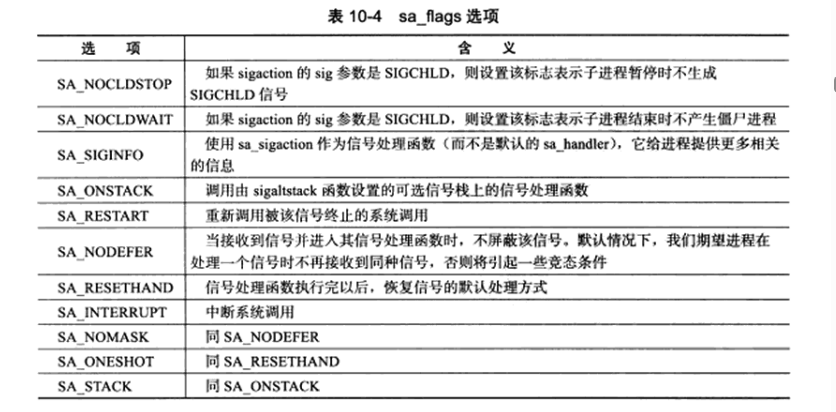 表 10-4 sa_flags 选项
选 项 含 义
SA_NOCLDSTOP 如果 sigaction 的 sig 参数是 SIGCHLD，则设置该标志表示子进程暂停时不生成
SIGCHLD 信号
SA_NOCLDWAIT 如果 sigaction 的 sig 参数是 SIGCHLD，则设置该标志表示子进程结束时不产生僵尸进程
SA_SIGINFO 使用 sa_sigaction 作为信号处理函数（而不是默认的 sa_handler），它给进程提供更多相关
的信息
SA_ONSTACK 调用由 sigaltstack 函数设置的可选信号栈上的信号处理函数
SA_RESTART 重新调用被该信号终止的系统调用
SA_NODEFER 当接收到信号并进入其信号处理函数时，不屏蔽该信号。默认情况下，我们期望进程在
处理一个信号时不再接收到同种信号，否则将引起一些竞态条件
SA_RESETHAND 信号处理函数执行完以后，恢复信号的默认处理方式
SA_INTERRUPT 中断系统调用
SA_NOMASK 同 SA_NODEFER
SA_ONESHOT 同 SA_RESETHAND
SA_STACK 同 SA_ONSTACK